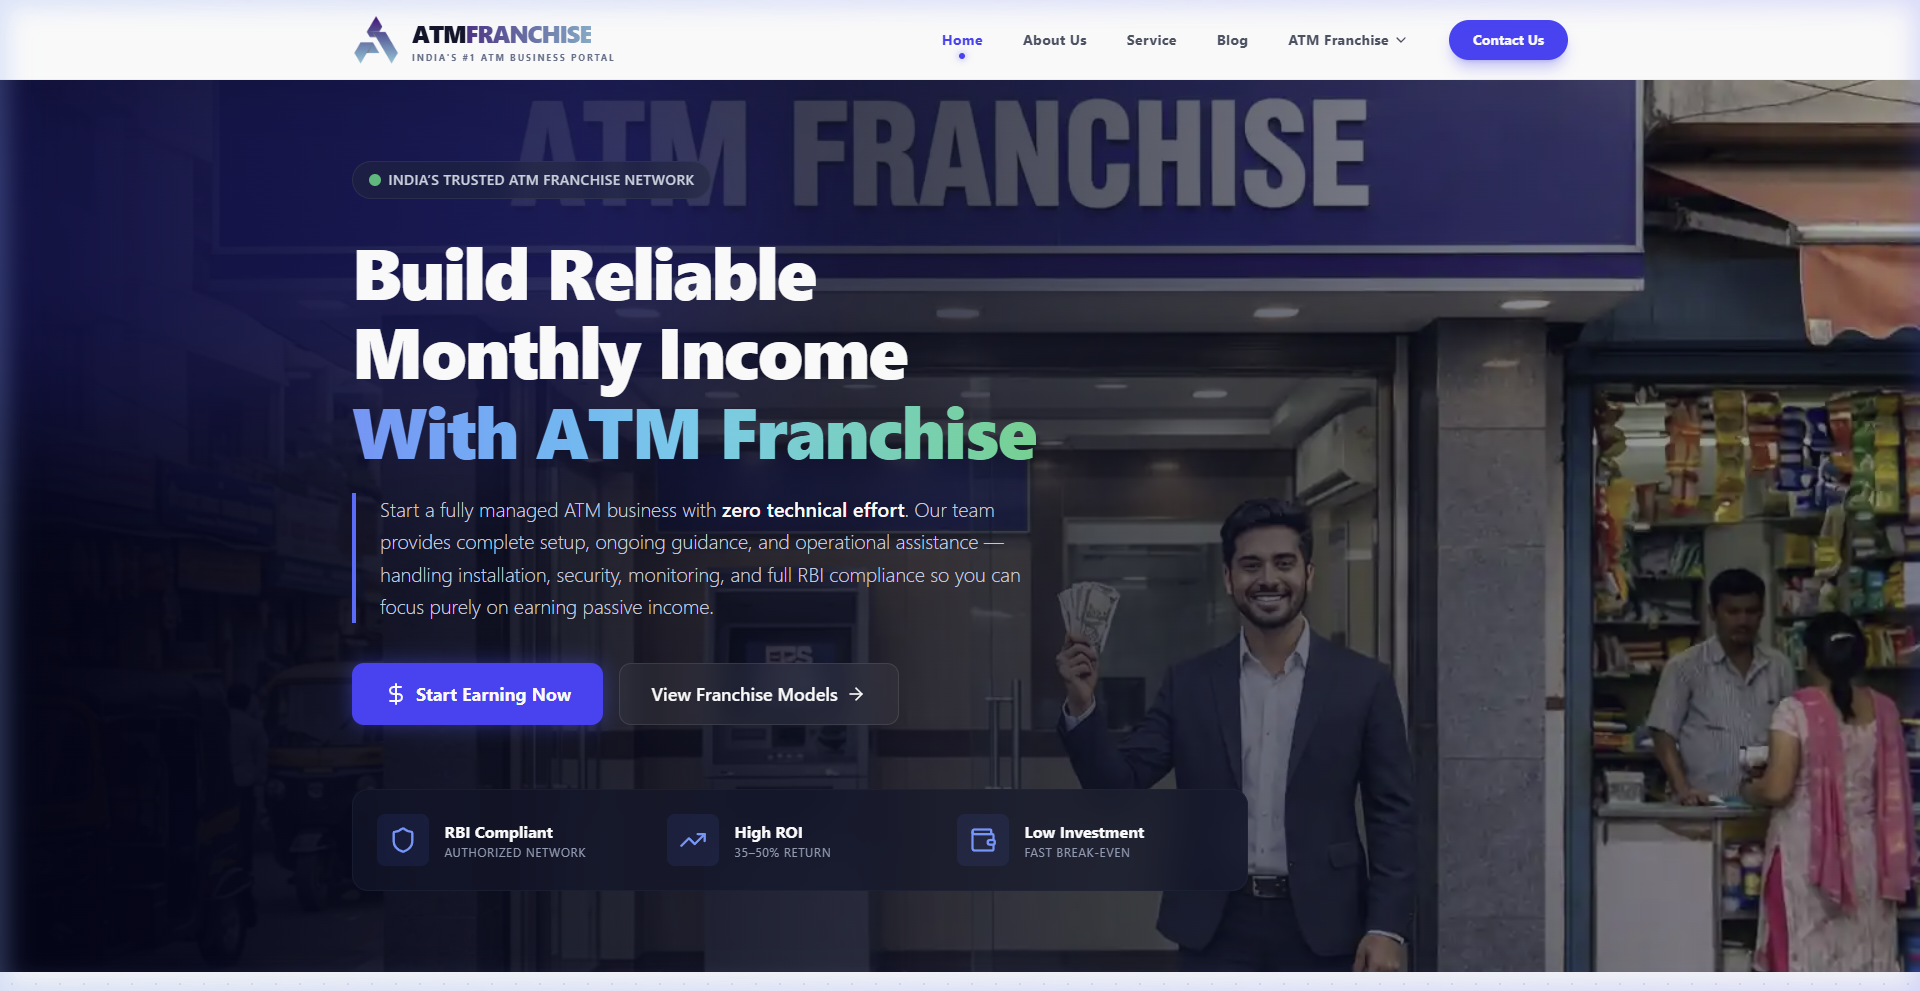 ATMFRANCHISE
INDIA'S #1 ATM BUSINESS PORTAL
Home
About Us
Service
Blog
ATM Franchise
Contact Us
ATM FRANCHISE
INDIA'S TRUSTED ATM FRANCHISE NETWORK
Build Reliable
Monthly Income
With ATM Franchise
Start a fully managed ATM business with zero technical effort. Our team
provides complete setup, ongoing guidance, and operational assistance —
handling installation, security, monitoring, and full RBI compliance so you can
focus purely on earning passive income.
$ Start Earning Now
View Franchise Models →
RBI Compliant
AUTHORIZED NETWORK
High ROI
35–50% RETURN
Low Investment
FAST BREAK-EVEN